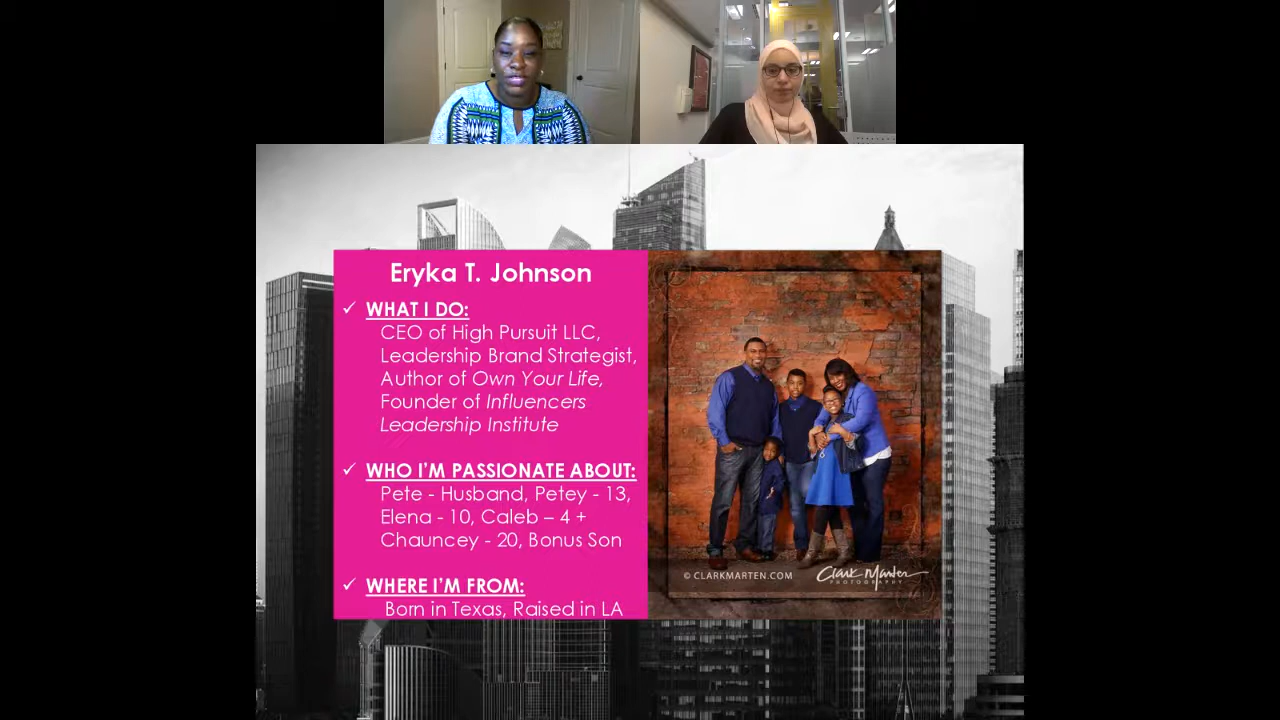 Eryka T. Johnson
✓ WHAT I DO:
CEO of High Pursuit LLC,
Leadership Brand Strategist,
Author of Own Your Life,
Founder of Influencers
Leadership Institute
✓ WHO I'M PASSIONATE ABOUT:
Pete - Husband, Petey - 13,
Elena - 10, Caleb – 4 +
Chauncey - 20, Bonus Son
✓ WHERE I'M FROM:
Born in Texas, Raised in LA
© CLARKMARTEN.COM
Clark Marten
PHOTOGRAPHY